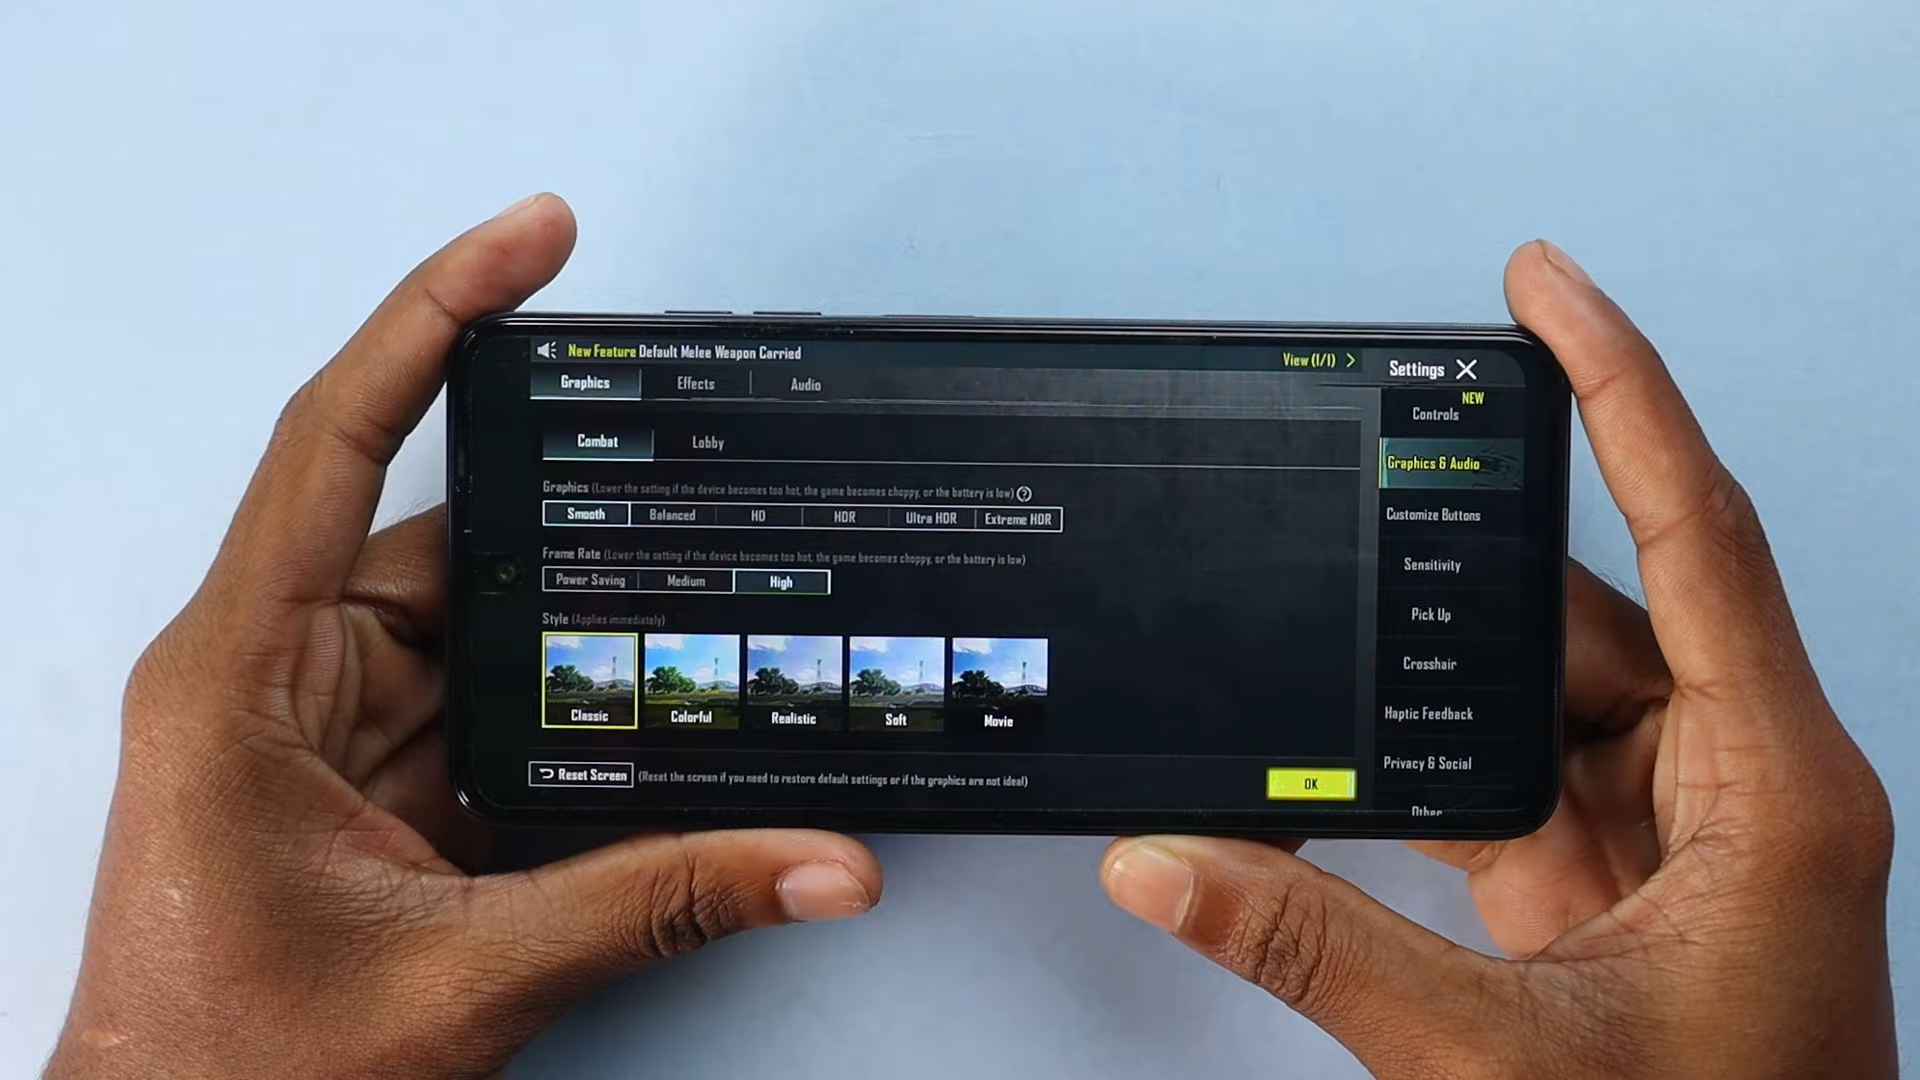 New Feature Default Melee Weapon Carried View (1/1) >
Settings X
Graphics Effects Audio
NEW
Controls
Combat Lobby
Graphics & Audio
Graphics (Lower the setting if the device becomes too hot, the game becomes choppy, or the battery is low) ?
Smooth Balanced HD HDR Ultra HDR Extreme HDR
Customize Buttons
Frame Rate (Lower the setting if the device becomes too hot, the game becomes choppy, or the battery is low)
Sensitivity
Power Saving Medium High
Style (Applies immediately)
Pick Up
Crosshair
Classic Colorful Realistic Soft Movie
Haptic Feedback
Privacy & Social
Reset Screen (Reset the screen if you need to restore default settings or if the graphics are not ideal) OK
Other